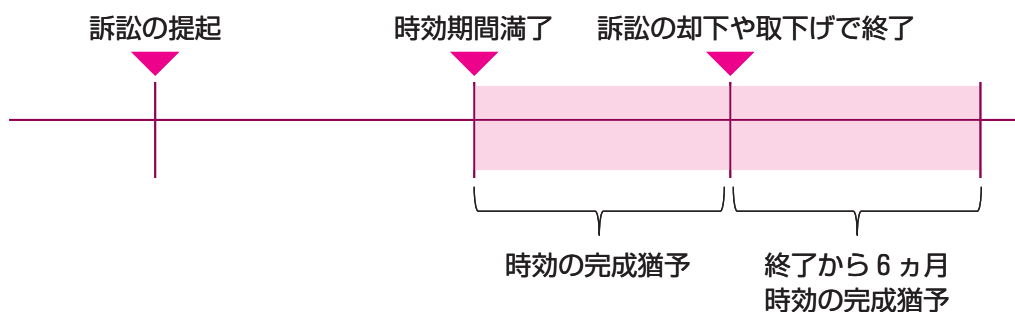 訴訟の提起
時効期間満了
訴訟の却下や取下げで終了
時効の完成猶予
終了から6ヵ月
時効の完成猶予